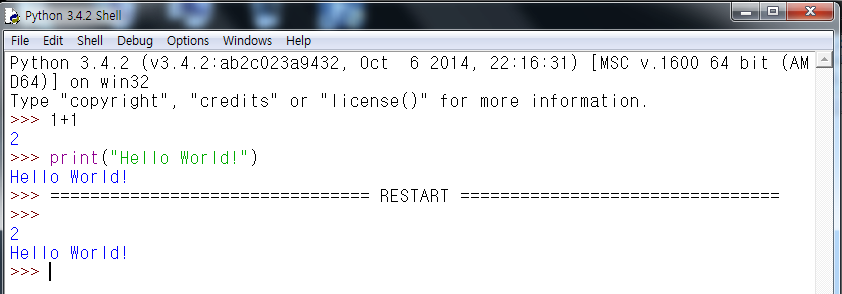 Python 3.4.2 Shell
File Edit Shell Debug Options Windows Help
Python 3.4.2 (v3.4.2:ab2c023a9432, Oct  6 2014, 22:16:31) [MSC v.1600 64 bit (AM
D64)] on win32
Type "copyright", "credits" or "license()" for more information.
>>> 1+1
2
>>> print("Hello World!")
Hello World!
>>> ================================ RESTART ================================
>>>
2
Hello World!
>>>